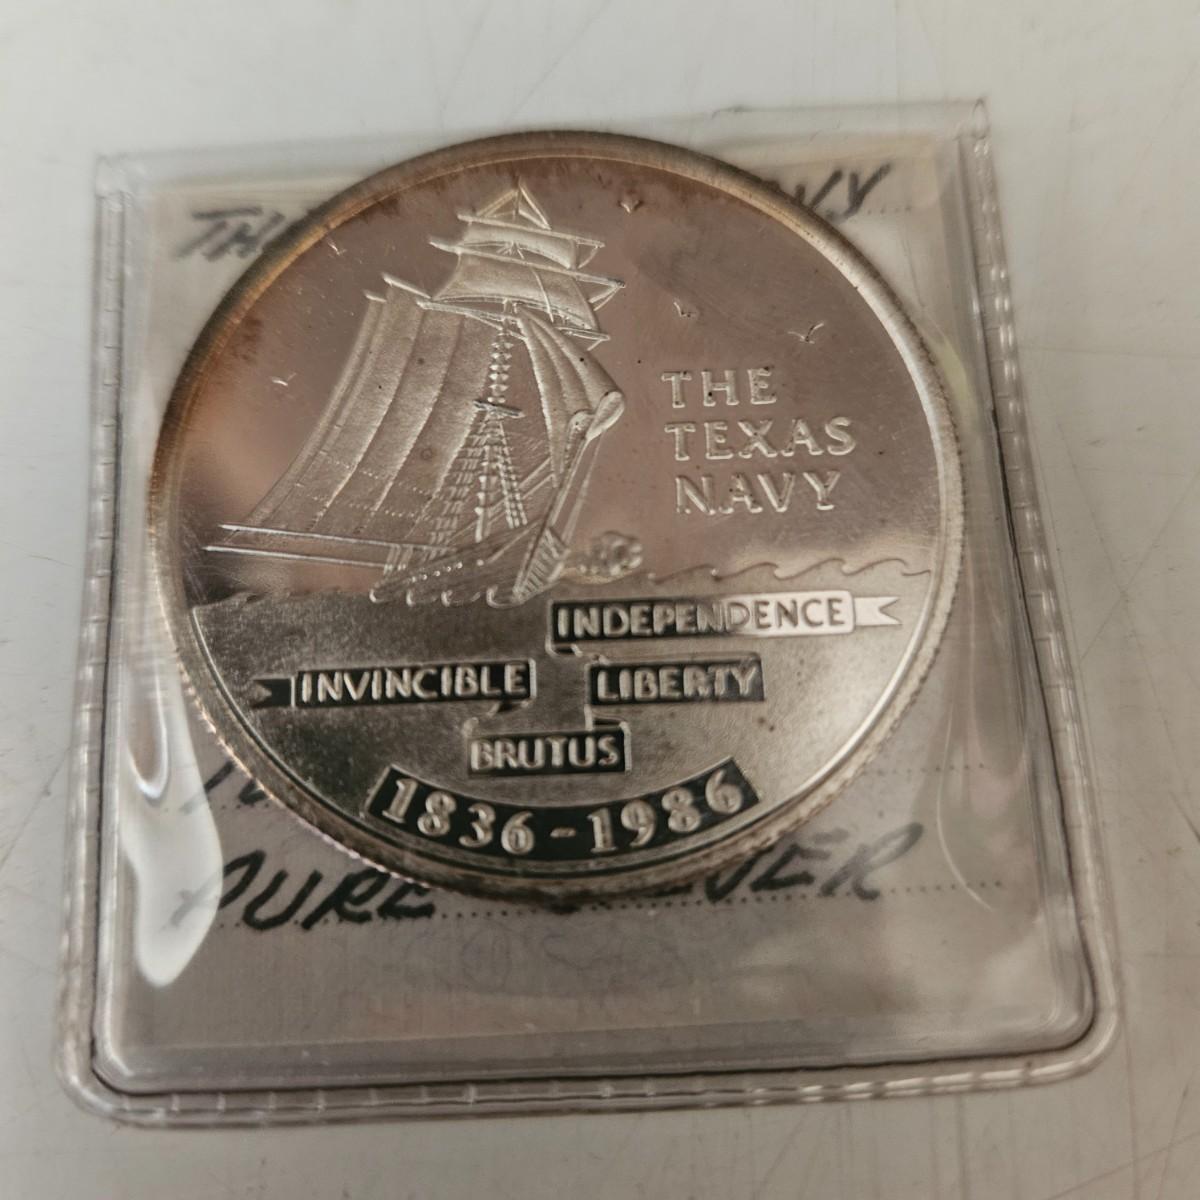 THE
TEXAS
NAVY
INDEPENDENCE
INVINCIBLE LIBERTY
BRUTUS
1836-1986
PURE